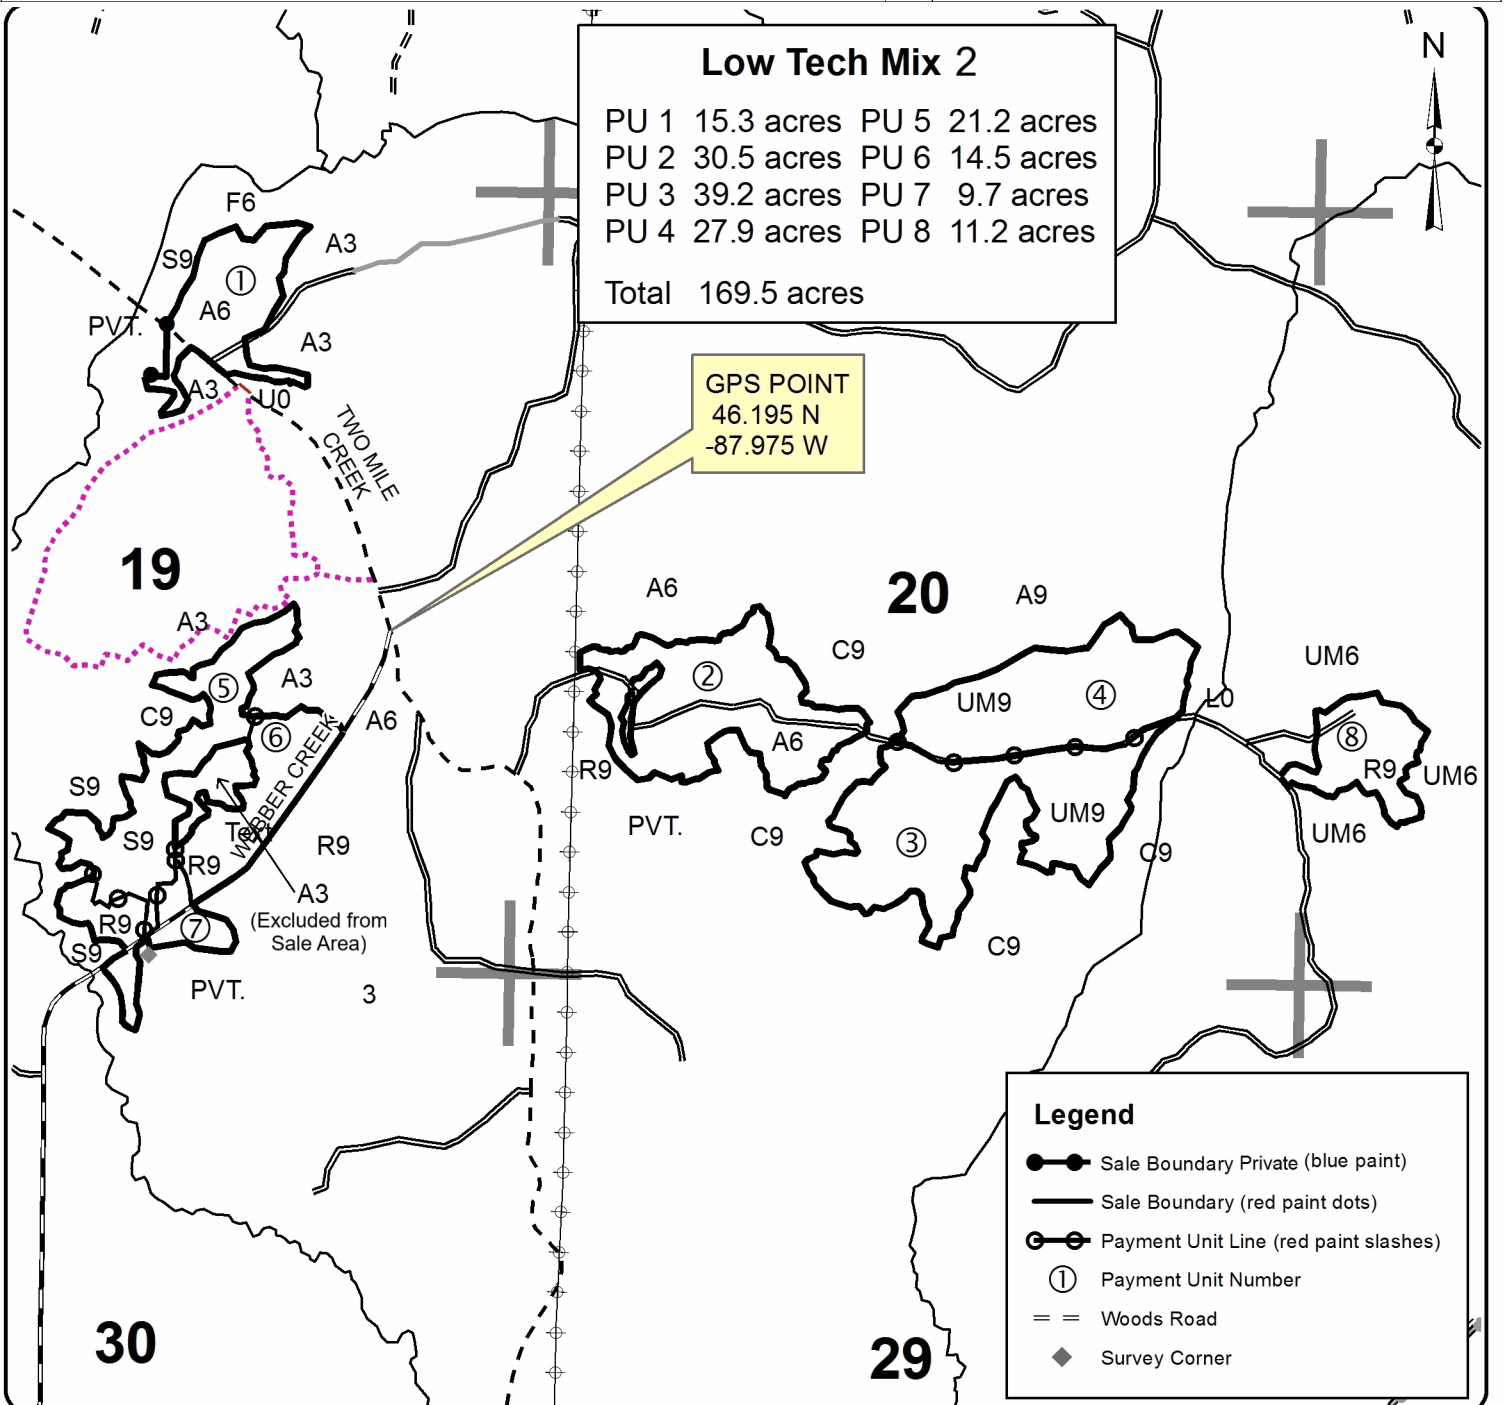 Low Tech Mix 2
PU 1 15.3 acres PU 5 21.2 acres
PU 2 30.5 acres PU 6 14.5 acres
PU 3 39.2 acres PU 7 9.7 acres
PU 4 27.9 acres PU 8 11.2 acres
Total 169.5 acres
N
F6
A3
S9
1
A6
PVT.
A3
A3
U0
GPS POINT
46.195 N
-87.975 W
TWO MILE
CREEK
19
20
A6
A9
A3
C9
UM6
5
A3
2
UM9
4
L0
C9
A6
6
A6
8
WEBBER CREEK
R9
R9
UM6
S9
PVT.
C9
UM9
UM6
S9
R9
R9
3
C9
A3
(Excluded from
Sale Area)
R9
7
S9
C9
PVT.
3
Legend
Sale Boundary Private (blue paint)
Sale Boundary (red paint dots)
Payment Unit Line (red paint slashes)
1 Payment Unit Number
Woods Road
Survey Corner
30
29